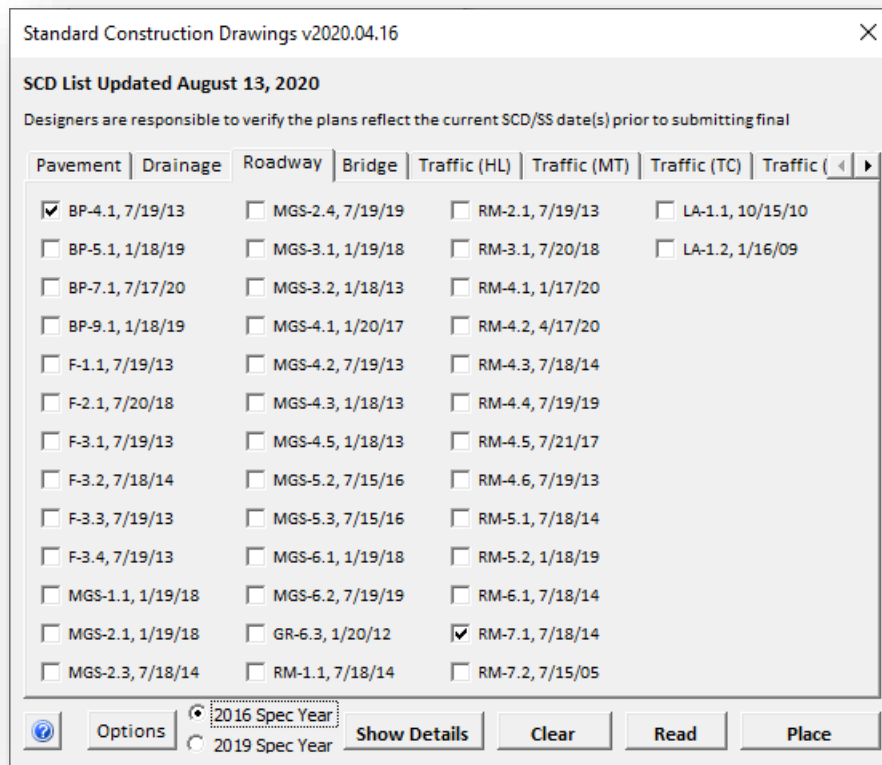 Standard Construction Drawings v2020.04.16
SCD List Updated August 13, 2020
Designers are responsible to verify the plans reflect the current SCD/SS date(s) prior to submitting final
Pavement Drainage Roadway Bridge Traffic (HL) Traffic (MT) Traffic (TC) Traffic (
BP-4.1, 7/19/13 MGS-2.4, 7/19/19 RM-2.1, 7/19/13 LA-1.1, 10/15/10
BP-5.1, 1/18/19 MGS-3.1, 1/19/18 RM-3.1, 7/20/18 LA-1.2, 1/16/09
BP-7.1, 7/17/20 MGS-3.2, 1/18/13 RM-4.1, 1/17/20
BP-9.1, 1/18/19 MGS-4.1, 1/20/17 RM-4.2, 4/17/20
F-1.1, 7/19/13 MGS-4.2, 7/19/13 RM-4.3, 7/18/14
F-2.1, 7/20/18 MGS-4.3, 1/18/13 RM-4.4, 7/19/19
F-3.1, 7/19/13 MGS-4.5, 1/18/13 RM-4.5, 7/21/17
F-3.2, 7/18/14 MGS-5.2, 7/15/16 RM-4.6, 7/19/13
F-3.3, 7/19/13 MGS-5.3, 7/15/16 RM-5.1, 7/18/14
F-3.4, 7/19/13 MGS-6.1, 1/19/18 RM-5.2, 1/18/19
MGS-1.1, 1/19/18 MGS-6.2, 7/19/19 RM-6.1, 7/18/14
MGS-2.1, 1/19/18 GR-6.3, 1/20/12 RM-7.1, 7/18/14
MGS-2.3, 7/18/14 RM-1.1, 7/18/14 RM-7.2, 7/15/05
? Options 2016 Spec Year Show Details Clear Read Place
2019 Spec Year